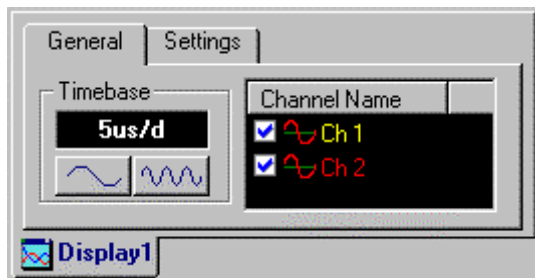 General Settings
Timebase
5us/d
Channel Name
Ch 1
Ch 2
Display1